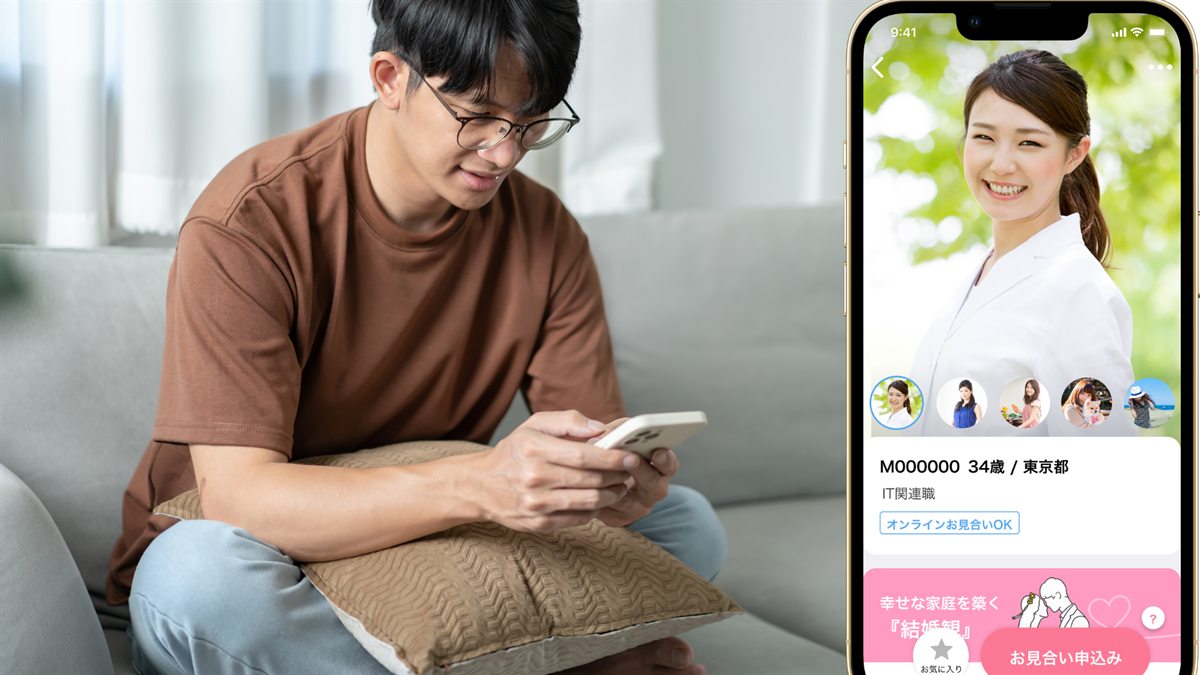 9:41
M000000 34歳 / 東京都
IT関連職
オンラインお見合いOK
幸せな家庭を築く
『結婚観』
?
お気に入り
お見合い申込み